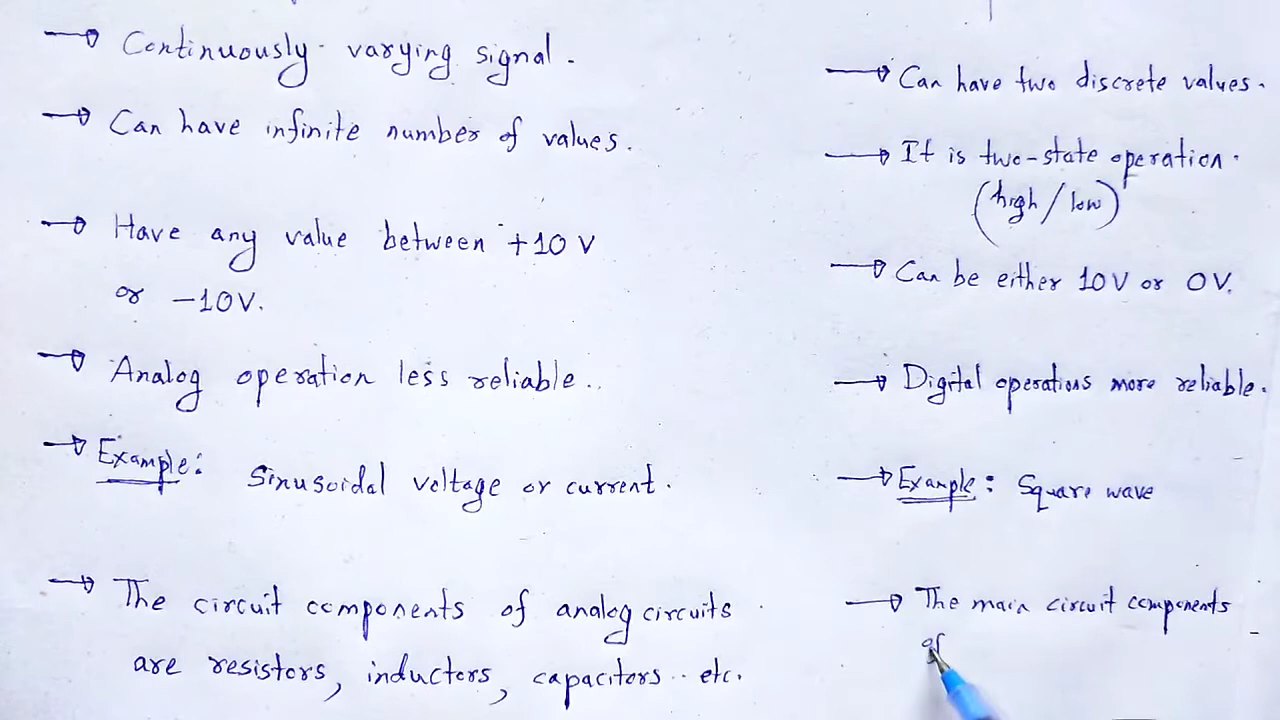 → Continuously varying signal.
→ Can have infinite number of values.
→ Have any value between +10 V
or -10V.
→ Analog operation less reliable..
→ Example: Sinusoidal voltage or current.
→ The circuit components of analog circuits
are resistors, inductors, capacitors.. etc.
→ Can have two discrete values.
→ It is two-state operation.
(high/low)
→ Can be either 10V or 0V.
→ Digital operations more reliable.
→ Example: Square wave
→ The main circuit components
of